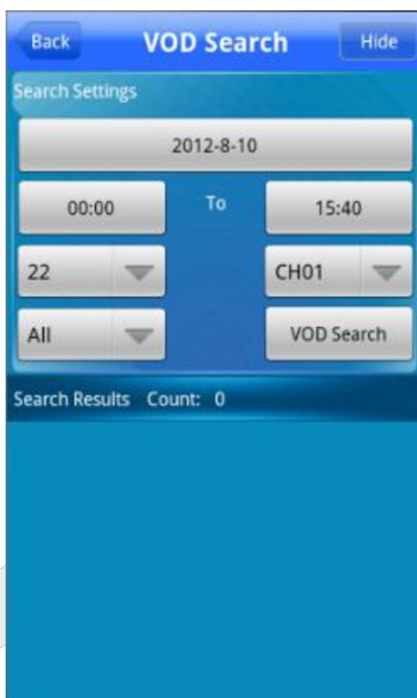 Back VOD Search Hide
Search Settings
2012-8-10
00:00 To 15:40
22 CH01
All VOD Search
Search Results Count: 0